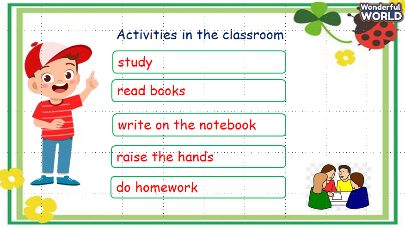 Wonderful
WORLD
Activities in the classroom
study
read books
write on the notebook
raise the hands
do homework